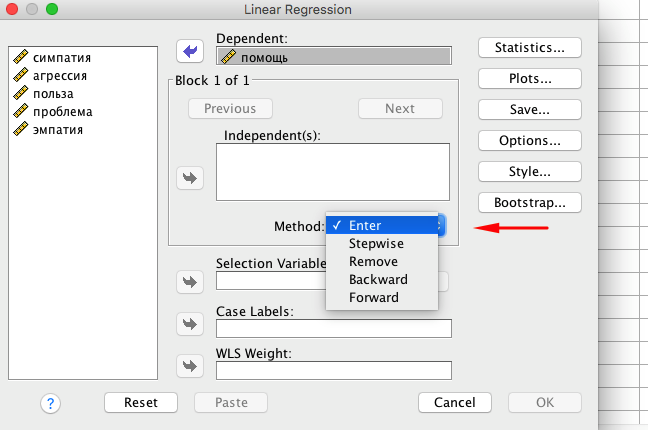 Linear Regression
симпатия
агрессия
польза
проблема
эмпатия
Dependent:
помощь
Block 1 of 1
Previous
Next
Independent(s):
Method:
Enter
Stepwise
Remove
Backward
Forward
Selection Variable
Case Labels:
WLS Weight:
Statistics...
Plots...
Save...
Options...
Style...
Bootstrap...
?
Reset
Paste
Cancel
OK